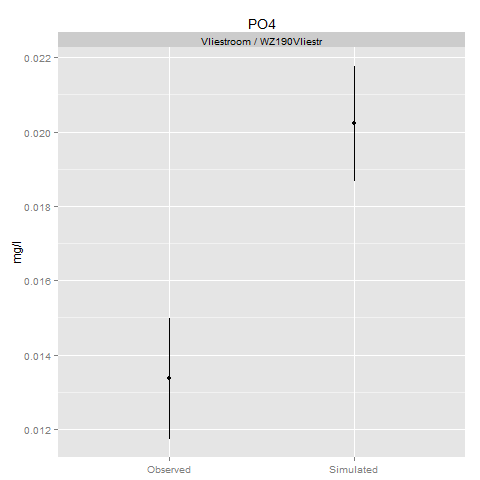 PO4
Vliestroom / WZ190Vliestr
0.022
0.020
0.018
0.016
0.014
0.012
mg/l
Observed
Simulated